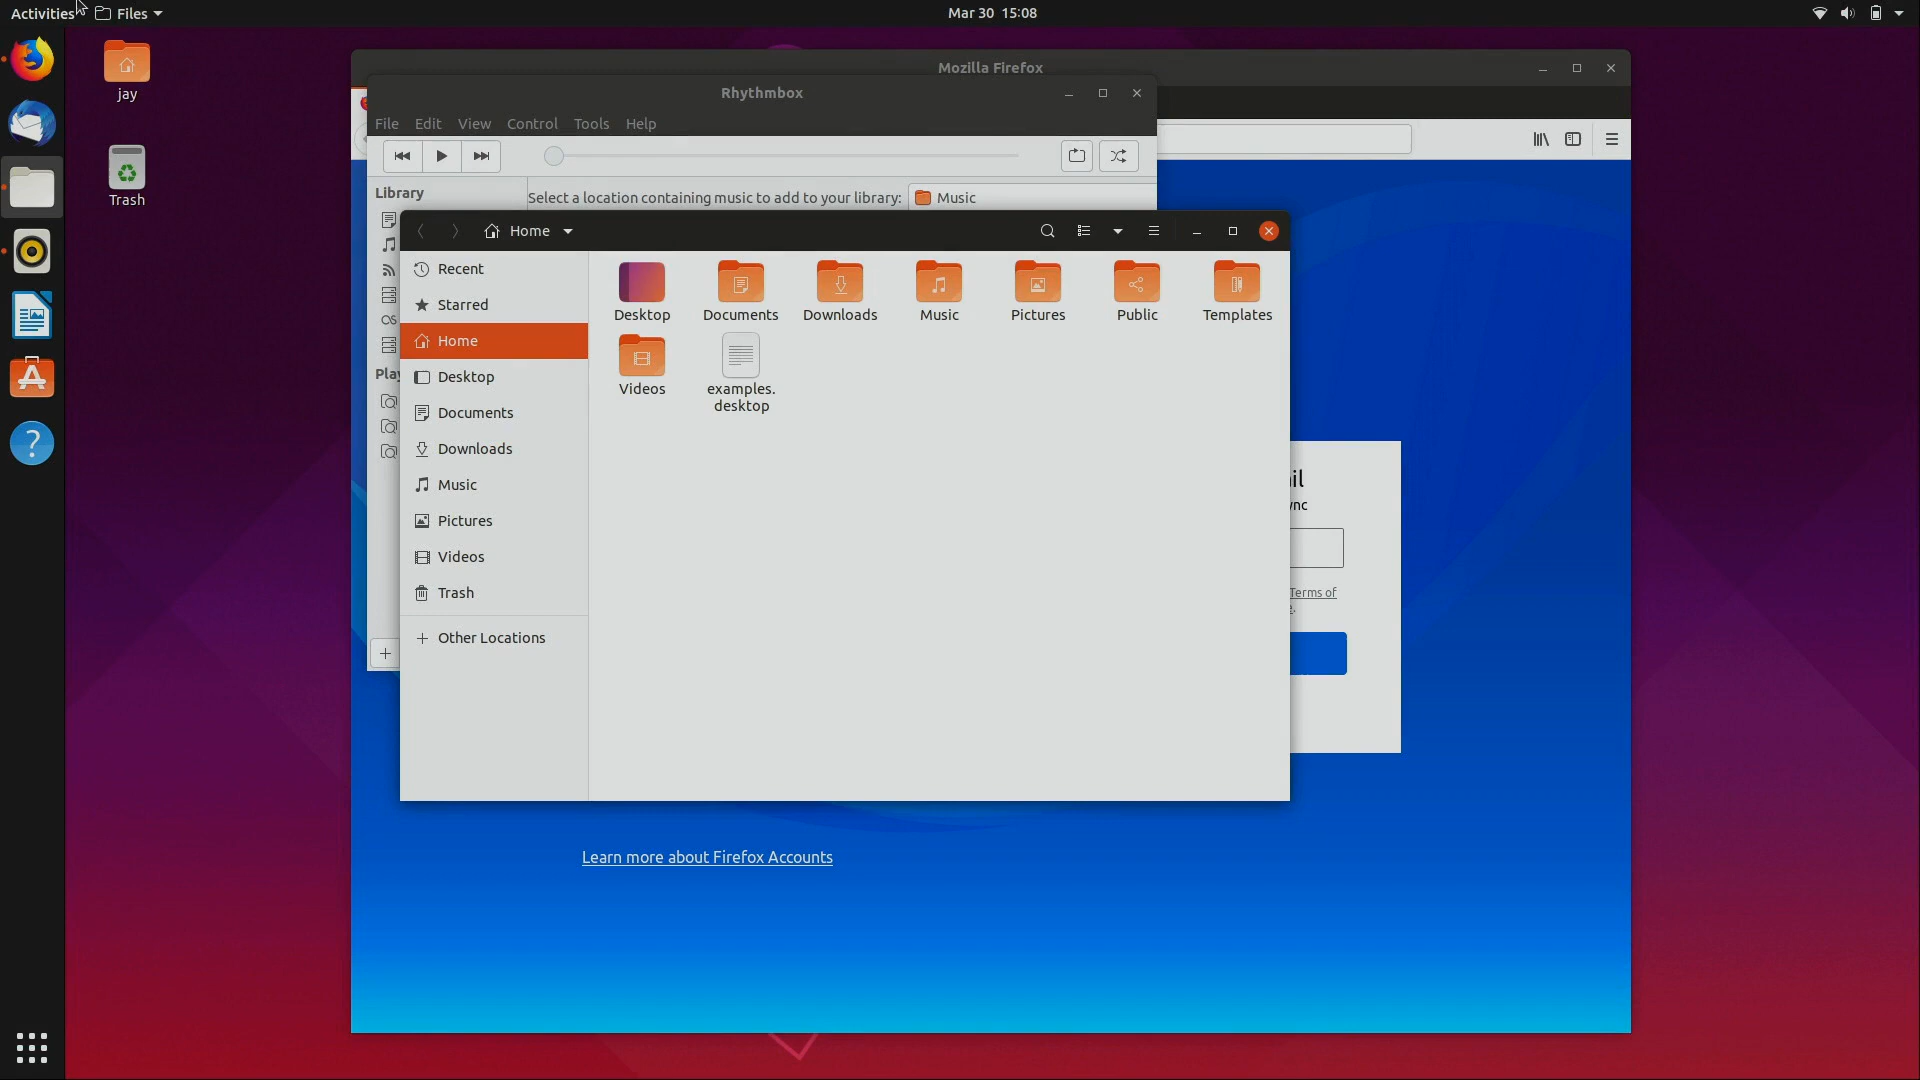 Activities
Files
Mar 30 15:08
jay
Trash
Mozilla Firefox
Rhythmbox
File Edit View Control Tools Help
Library
Select a location containing music to add to your library:
Music
Home
Recent
Starred
Home
Desktop
Documents
Downloads
Music
Pictures
Videos
Trash
Other Locations
Desktop
Documents
Downloads
Music
Pictures
Public
Templates
Videos
examples.
desktop
Terms of
Learn more about Firefox Accounts